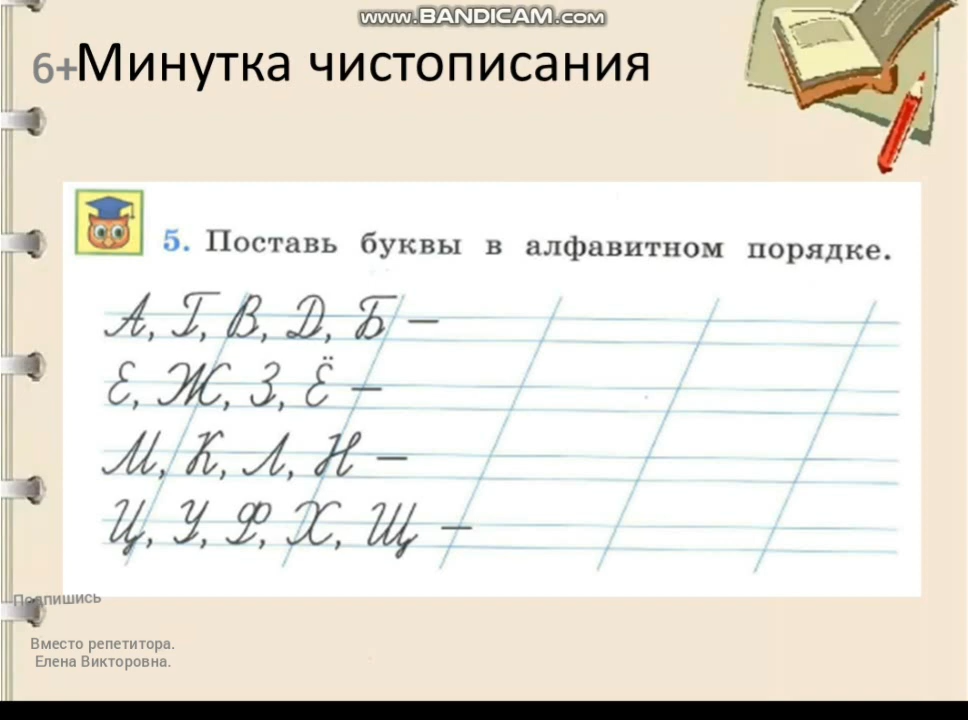 www.BANDICAM.com
6+Минутка чистописания
5. Поставь буквы в алфавитном порядке.
А, Г, В, Д, Б –
Е, Ж, З, Ё –
М, К, Л, Н –
Ц, У, Ф, Х, Щ –
Подпишись
Вместо репетитора.
Елена Викторовна.